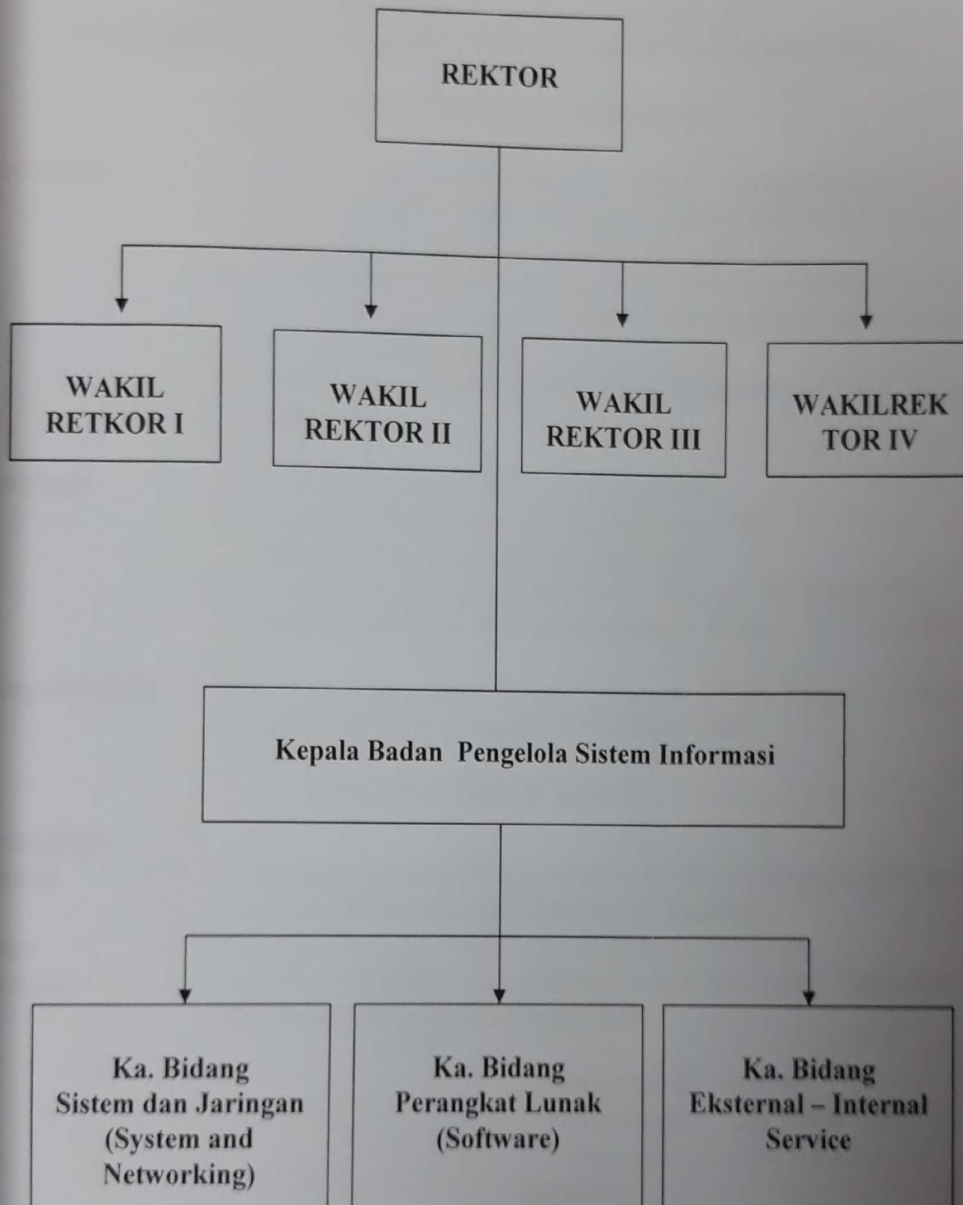 REKTOR
WAKIL
RETKOR I
WAKIL
REKTOR II
WAKIL
REKTOR III
WAKILREK
TOR IV
Kepala Badan Pengelola Sistem Informasi
Ka. Bidang
Sistem dan Jaringan
(System and
Networking)
Ka. Bidang
Perangkat Lunak
(Software)
Ka. Bidang
Eksternal – Internal
Service